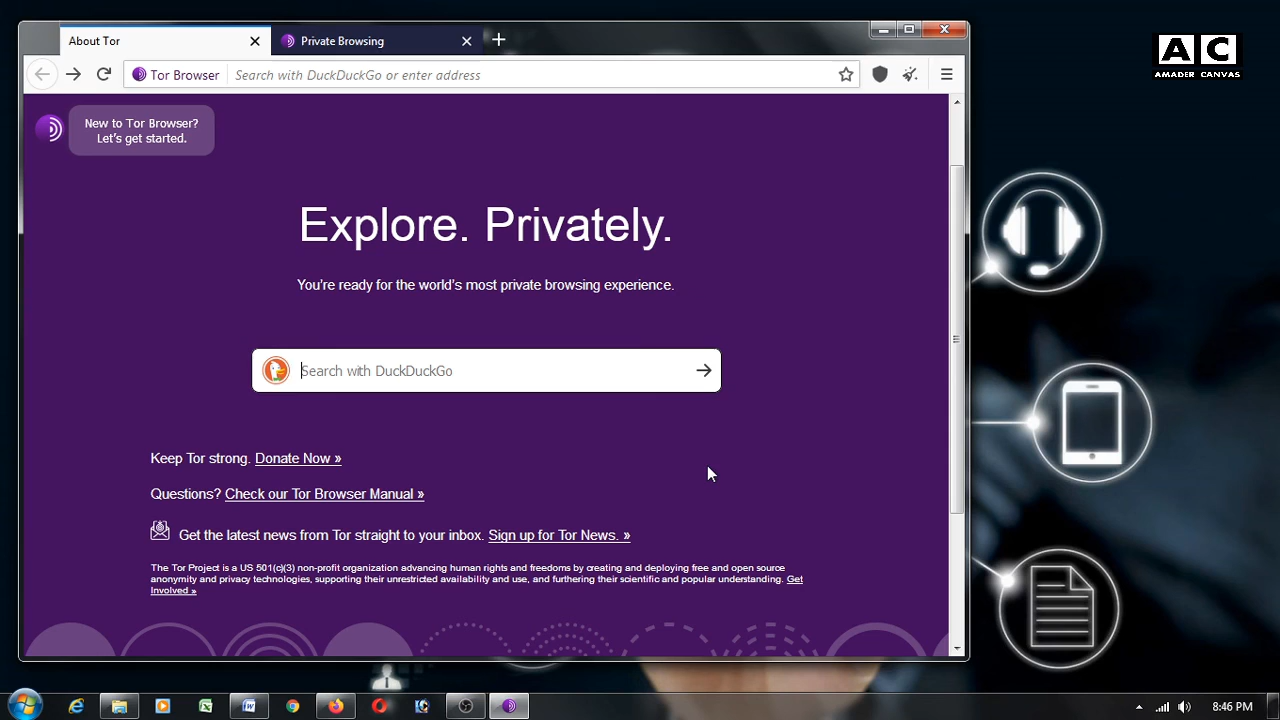 About Tor
Private Browsing
Tor Browser
Search with DuckDuckGo or enter address
AC
AMADER CANVAS
New to Tor Browser?
Let's get started.
Explore. Privately.
You're ready for the world's most private browsing experience.
Search with DuckDuckGo
Keep Tor strong. Donate Now »
Questions? Check our Tor Browser Manual »
Get the latest news from Tor straight to your inbox. Sign up for Tor News. »
The Tor Project is a US 501(c)(3) non-profit organization advancing human rights and freedoms by creating and deploying free and open source
anonymity and privacy technologies, supporting their unrestricted availability and use, and furthering their scientific and popular understanding. Get
Involved »
8:46 PM